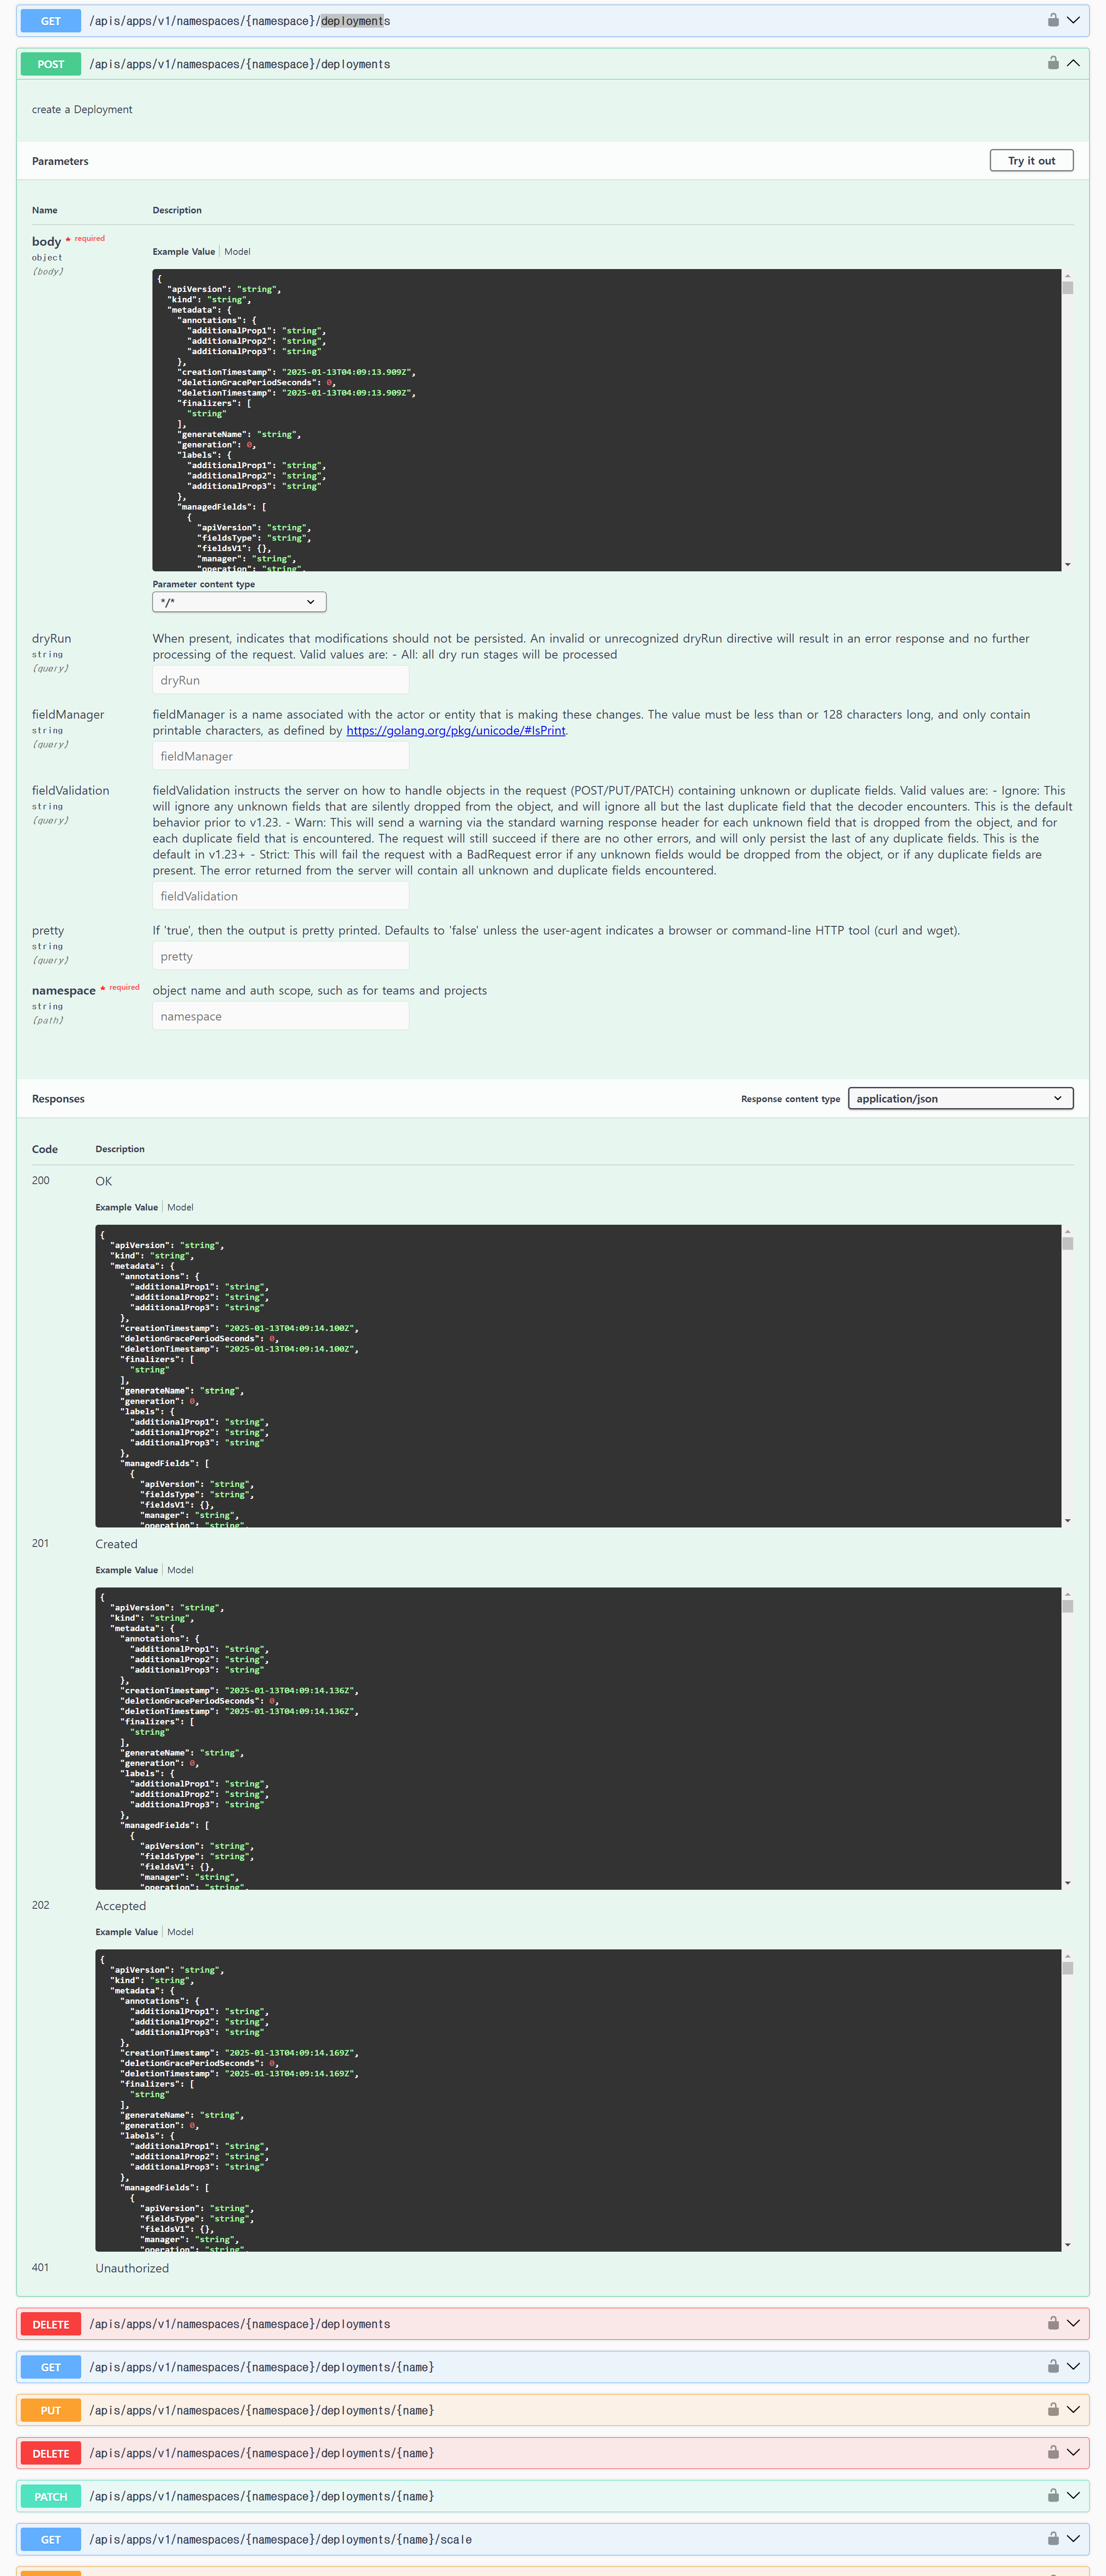 GET /apis/apps/v1/namespaces/{namespace}/deployments
POST /apis/apps/v1/namespaces/{namespace}/deployments
create a Deployment
Parameters Try it out
Name Description
body * required
object
(body)
Example Value Model
{
"apiVersion": "string",
"kind": "string",
"metadata": {
"annotations": {
"additionalProp1": "string",
"additionalProp2": "string",
"additionalProp3": "string"
},
"creationTimestamp": "2025-01-13T04:09:13.909Z",
"deletionGracePeriodSeconds": 0,
"deletionTimestamp": "2025-01-13T04:09:13.909Z",
"finalizers": [
"string"
],
"generateName": "string",
"generation": 0,
"labels": {
"additionalProp1": "string",
"additionalProp2": "string",
"additionalProp3": "string"
},
"managedFields": [
{
"apiVersion": "string",
"fieldsType": "string",
"fieldsV1": {},
"manager": "string",
"operation": "string",
Parameter content type
*/*
dryRun
string
(query)
When present, indicates that modifications should not be persisted. An invalid or unrecognized dryRun directive will result in an error response and no further
processing of the request. Valid values are: - All: all dry run stages will be processed
dryRun
fieldManager
string
(query)
fieldManager is a name associated with the actor or entity that is making these changes. The value must be less than or 128 characters long, and only contain
printable characters, as defined by https://golang.org/pkg/unicode/#IsPrint.
fieldManager
fieldValidation
string
(query)
fieldValidation instructs the server on how to handle objects in the request (POST/PUT/PATCH) containing unknown or duplicate fields. Valid values are: - Ignore: This
will ignore any unknown fields that are silently dropped from the object, and will ignore all but the last duplicate field that the decoder encounters. This is the default
behavior prior to v1.23. - Warn: This will send a warning via the standard warning response header for each unknown field that is dropped from the object, and for
each duplicate field that is encountered. The request will still succeed if there are no other errors, and will only persist the last of any duplicate fields. This is the
default in v1.23+ - Strict: This will fail the request with a BadRequest error if any unknown fields would be dropped from the object, or if any duplicate fields are
present. The error returned from the server will contain all unknown and duplicate fields encountered.
fieldValidation
pretty
string
(query)
If 'true', then the output is pretty printed. Defaults to 'false' unless the user-agent indicates a browser or command-line HTTP tool (curl and wget).
pretty
namespace * required
string
(path)
object name and auth scope, such as for teams and projects
namespace
Responses Response content type application/json
Code Description
200 OK
Example Value Model
{
"apiVersion": "string",
"kind": "string",
"metadata": {
"annotations": {
"additionalProp1": "string",
"additionalProp2": "string",
"additionalProp3": "string"
},
"creationTimestamp": "2025-01-13T04:09:14.100Z",
"deletionGracePeriodSeconds": 0,
"deletionTimestamp": "2025-01-13T04:09:14.100Z",
"finalizers": [
"string"
],
"generateName": "string",
"generation": 0,
"labels": {
"additionalProp1": "string",
"additionalProp2": "string",
"additionalProp3": "string"
},
"managedFields": [
{
"apiVersion": "string",
"fieldsType": "string",
"fieldsV1": {},
"manager": "string",
"operation": "string",
201 Created
Example Value Model
{
"apiVersion": "string",
"kind": "string",
"metadata": {
"annotations": {
"additionalProp1": "string",
"additionalProp2": "string",
"additionalProp3": "string"
},
"creationTimestamp": "2025-01-13T04:09:14.136Z",
"deletionGracePeriodSeconds": 0,
"deletionTimestamp": "2025-01-13T04:09:14.136Z",
"finalizers": [
"string"
],
"generateName": "string",
"generation": 0,
"labels": {
"additionalProp1": "string",
"additionalProp2": "string",
"additionalProp3": "string"
},
"managedFields": [
{
"apiVersion": "string",
"fieldsType": "string",
"fieldsV1": {},
"manager": "string",
"operation": "string",
202 Accepted
Example Value Model
{
"apiVersion": "string",
"kind": "string",
"metadata": {
"annotations": {
"additionalProp1": "string",
"additionalProp2": "string",
"additionalProp3": "string"
},
"creationTimestamp": "2025-01-13T04:09:14.169Z",
"deletionGracePeriodSeconds": 0,
"deletionTimestamp": "2025-01-13T04:09:14.169Z",
"finalizers": [
"string"
],
"generateName": "string",
"generation": 0,
"labels": {
"additionalProp1": "string",
"additionalProp2": "string",
"additionalProp3": "string"
},
"managedFields": [
{
"apiVersion": "string",
"fieldsType": "string",
"fieldsV1": {},
"manager": "string",
"operation": "string",
401 Unauthorized
DELETE /apis/apps/v1/namespaces/{namespace}/deployments
GET /apis/apps/v1/namespaces/{namespace}/deployments/{name}
PUT /apis/apps/v1/namespaces/{namespace}/deployments/{name}
DELETE /apis/apps/v1/namespaces/{namespace}/deployments/{name}
PATCH /apis/apps/v1/namespaces/{namespace}/deployments/{name}
GET /apis/apps/v1/namespaces/{namespace}/deployments/{name}/scale